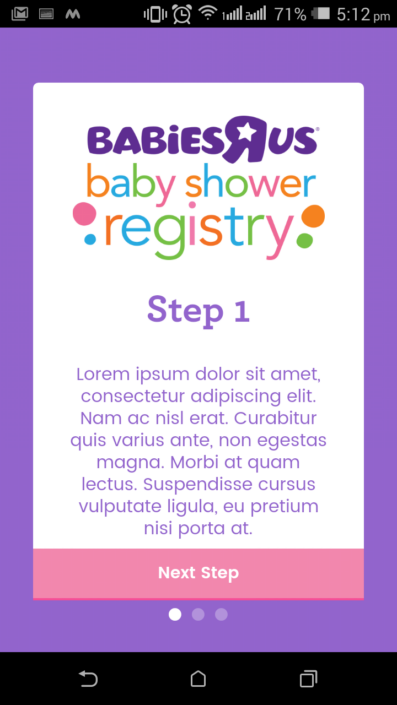 71% 5:12 pm
BABIESRUS
baby shower
registry
Step 1
Lorem ipsum dolor sit amet,
consectetur adipiscing elit.
Nam ac nisl erat. Curabitur
quis varius ante, non egestas
magna. Morbi at quam
lectus. Suspendisse cursus
vulputate ligula, eu pretium
nisi porta at.
Next Step